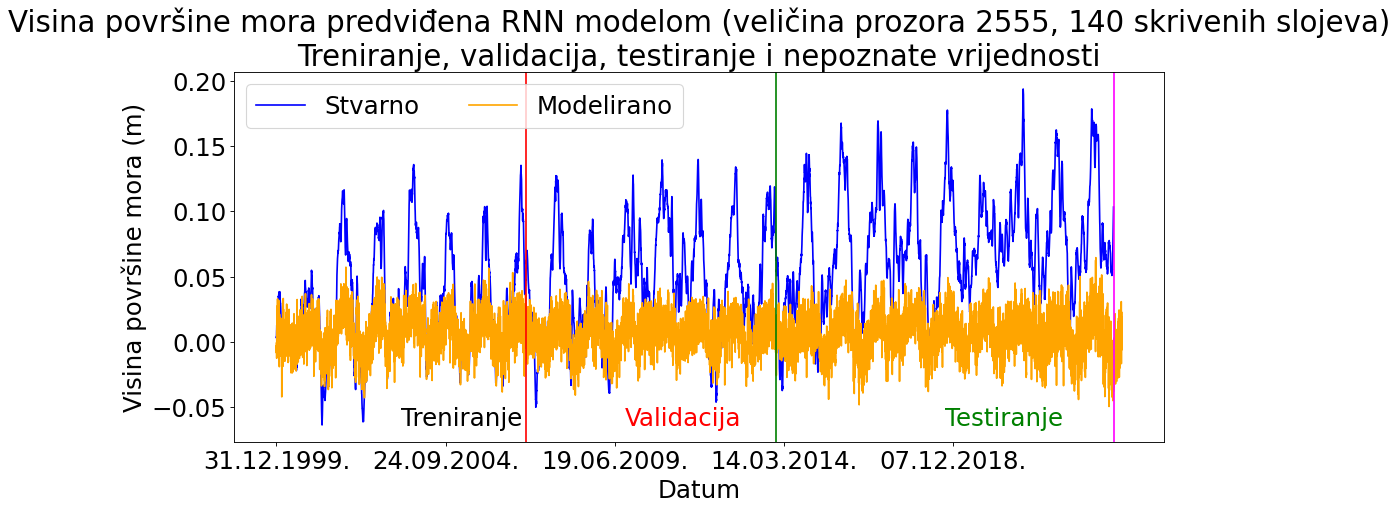 Visina površine mora predviđena RNN modelom (veličina prozora 2555, 140 skrivenih slojeva)
Treniranje, validacija, testiranje i nepoznate vrijednosti
Stvarno Modelirano
Visina površine mora (m)
0.20
0.15
0.10
0.05
0.00
−0.05
Treniranje Validacija Testiranje
31.12.1999. 24.09.2004. 19.06.2009. 14.03.2014. 07.12.2018.
Datum